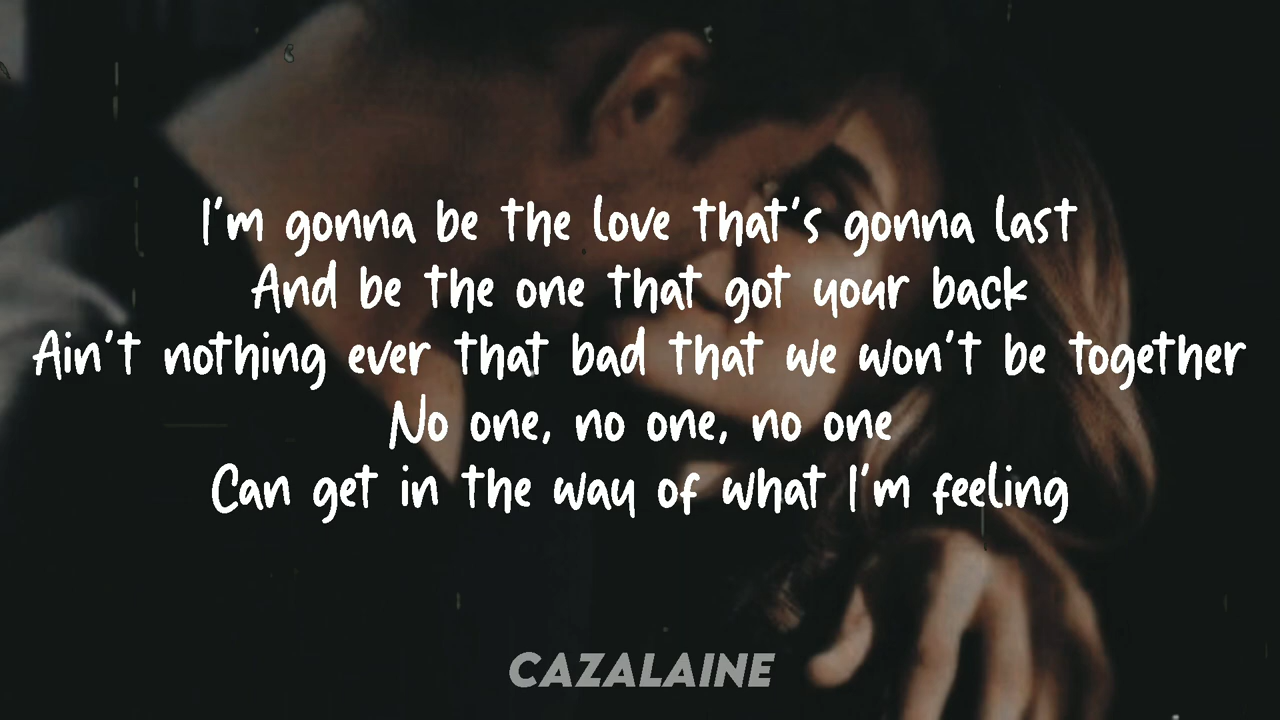 I'm gonna be the love that's gonna last
And be the one that got your back
Ain't nothing ever that bad that we won't be together
No one, no one, no one
Can get in the way of what I'm feeling
CAZALAINE